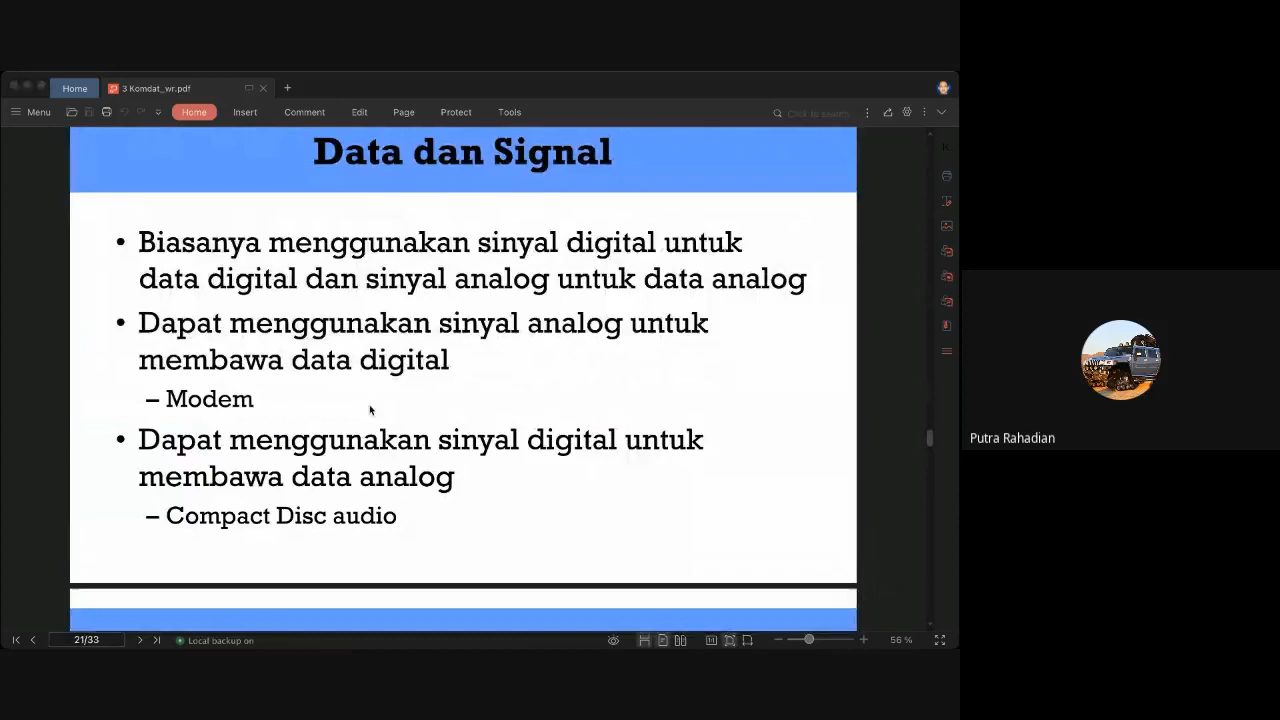 Home
3 Komdat_wr.pdf
Menu
Home
Insert
Comment
Edit
Page
Protect
Tools
Click to search
Data dan Signal
• Biasanya menggunakan sinyal digital untuk
data digital dan sinyal analog untuk data analog
• Dapat menggunakan sinyal analog untuk
membawa data digital
– Modem
• Dapat menggunakan sinyal digital untuk
membawa data analog
– Compact Disc audio
Putra Rahadian
21/33
Local backup on
56 %